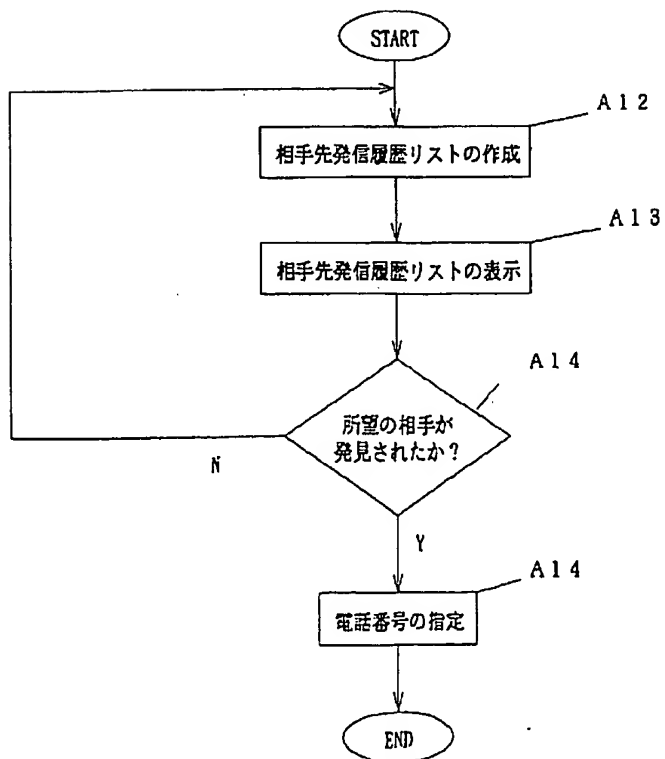 START
A12
相手先発信履歴リストの作成
A13
相手先発信履歴リストの表示
A14
所望の相手が
発見されたか?
N
Y
A14
電話番号の指定
END